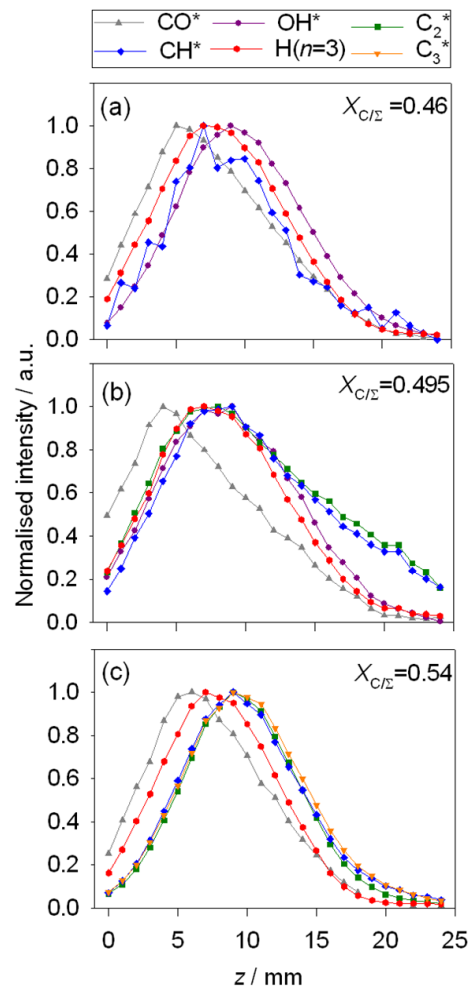 CO* OH* C₂*
CH* H(n=3) C₃*
(a) X_C/Σ =0.46
1.0
0.8
0.6
0.4
0.2
0.0
(b) X_C/Σ =0.495
1.0
0.8
0.6
0.4
0.2
0.0
Normalised intensity / a.u.
(c) X_C/Σ =0.54
1.0
0.8
0.6
0.4
0.2
0.0
0 5 10 15 20 25
z / mm